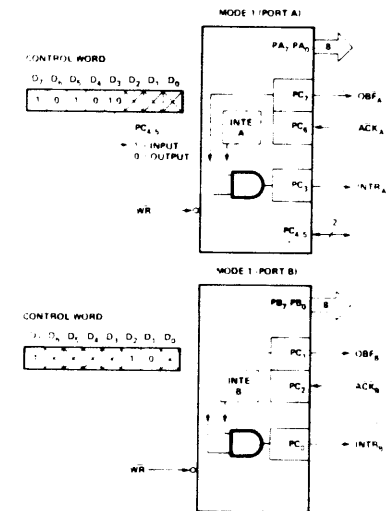 MODE 1 (PORT A)
PA7 PA0
8
CONTROL WORD
D7 D6 D5 D4 D3 D2 D1 D0
1 0 1 0 1/0
PC7
OBFA
INTE A
PC6
ACKA
PC4,5
1 INPUT
0 OUTPUT
PC3
INTRA
WR
PC4,5
2
MODE 1 (PORT B)
PB7 PB0
8
CONTROL WORD
D7 D6 D5 D4 D3 D2 D1 D0
1 1 0
PC1
OBFB
INTE B
PC2
ACKB
PC0
INTRB
WR